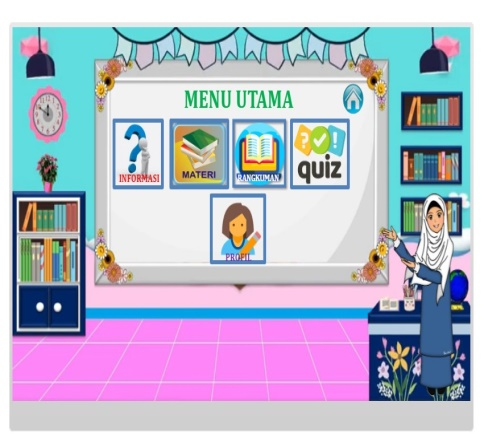 MENU UTAMA
INFORMASI
MATERI
RANGKUMAN
quiz
PROFIL